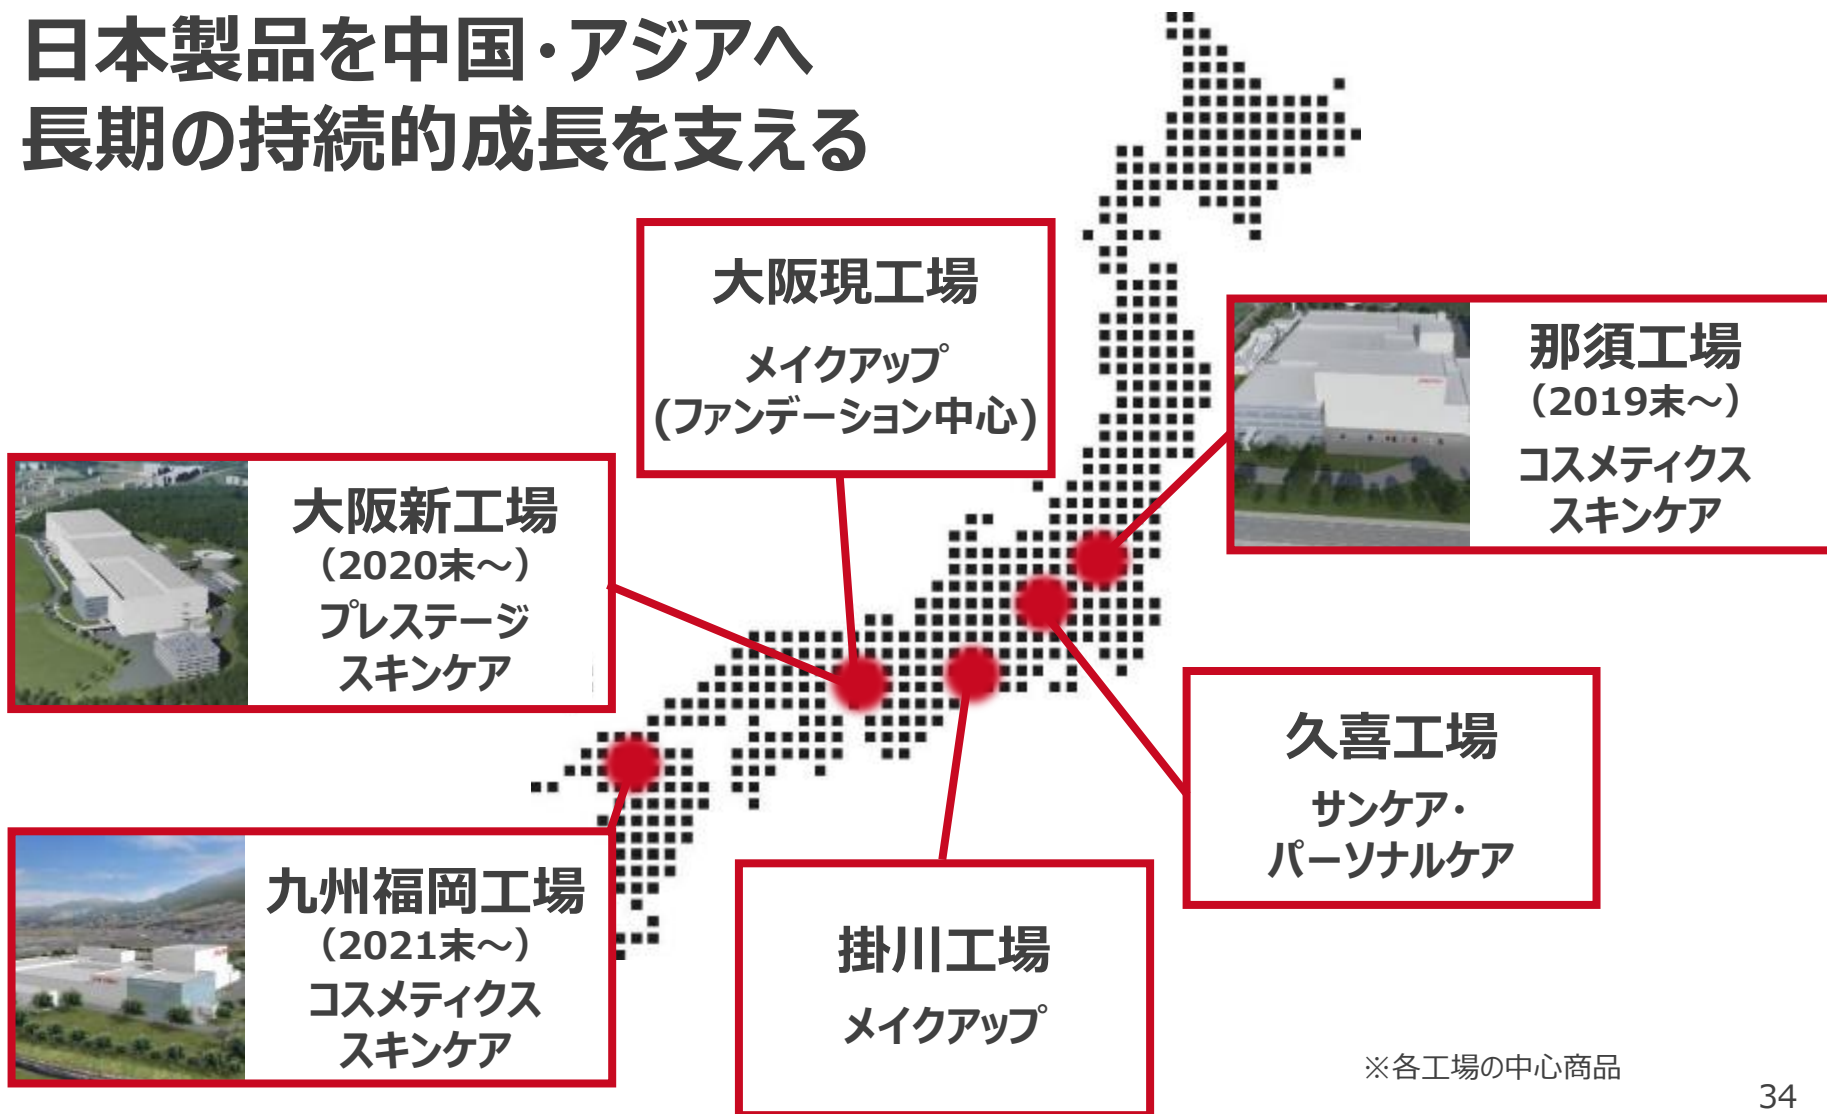 日本製品を中国・アジアへ
長期の持続的成長を支える
大阪現工場
メイクアップ
(ファンデーション中心)
那須工場
（2019末～）
コスメティクス
スキンケア
大阪新工場
（2020末～）
プレステージ
スキンケア
久喜工場
サンケア・
パーソナルケア
九州福岡工場
（2021末～）
コスメティクス
スキンケア
掛川工場
メイクアップ
※各工場の中心商品
34